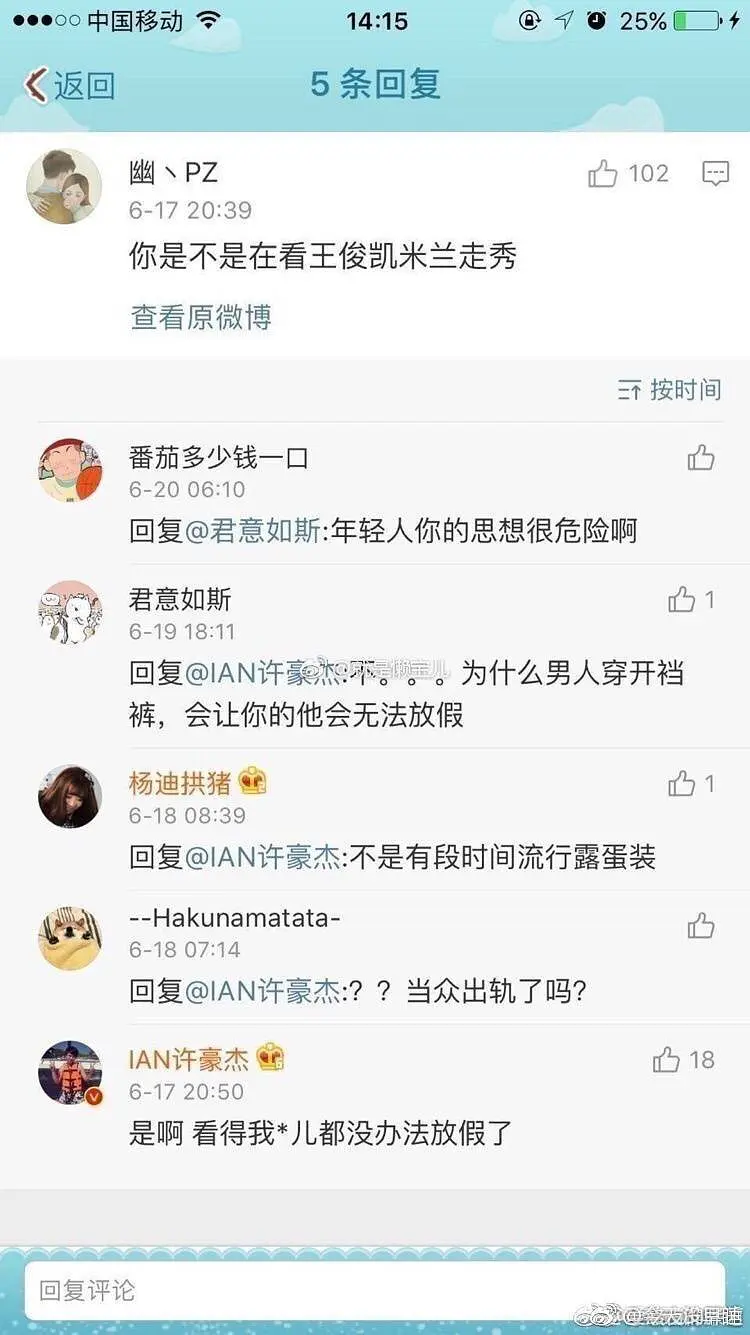 中国移动
14:15
25%
返回
5 条回复
幽丶PZ
102
6-17 20:39
你是不是在看王俊凯米兰走秀
查看原微博
按时间
番茄多少钱一口
6-20 06:10
回复@君意如斯:年轻人你的思想很危险啊
君意如斯
1
6-19 18:11
回复@IAN许豪杰:不。。。为什么男人穿开裆
裤，会让你的他会无法放假
杨迪拱猪
1
6-18 08:39
回复@IAN许豪杰:不是有段时间流行露蛋装
--Hakunamatata-
6-18 07:14
回复@IAN许豪杰:？？当众出轨了吗？
IAN许豪杰
18
6-17 20:50
是啊 看得我*儿都没办法放假了
回复评论